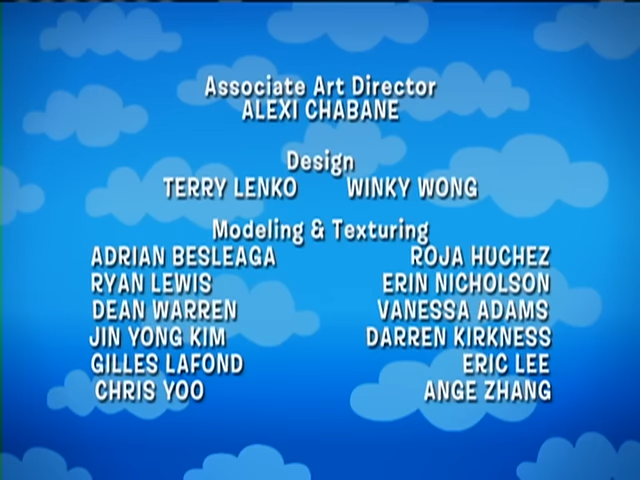 Associate Art Director
ALEXI CHABANE
Design
TERRY LENKO WINKY WONG
Modeling & Texturing
ADRIAN BESLEAGA ROJA HUCHEZ
RYAN LEWIS ERIN NICHOLSON
DEAN WARREN VANESSA ADAMS
JIN YONG KIM DARREN KIRKNESS
GILLES LAFOND ERIC LEE
CHRIS YOO ANGE ZHANG